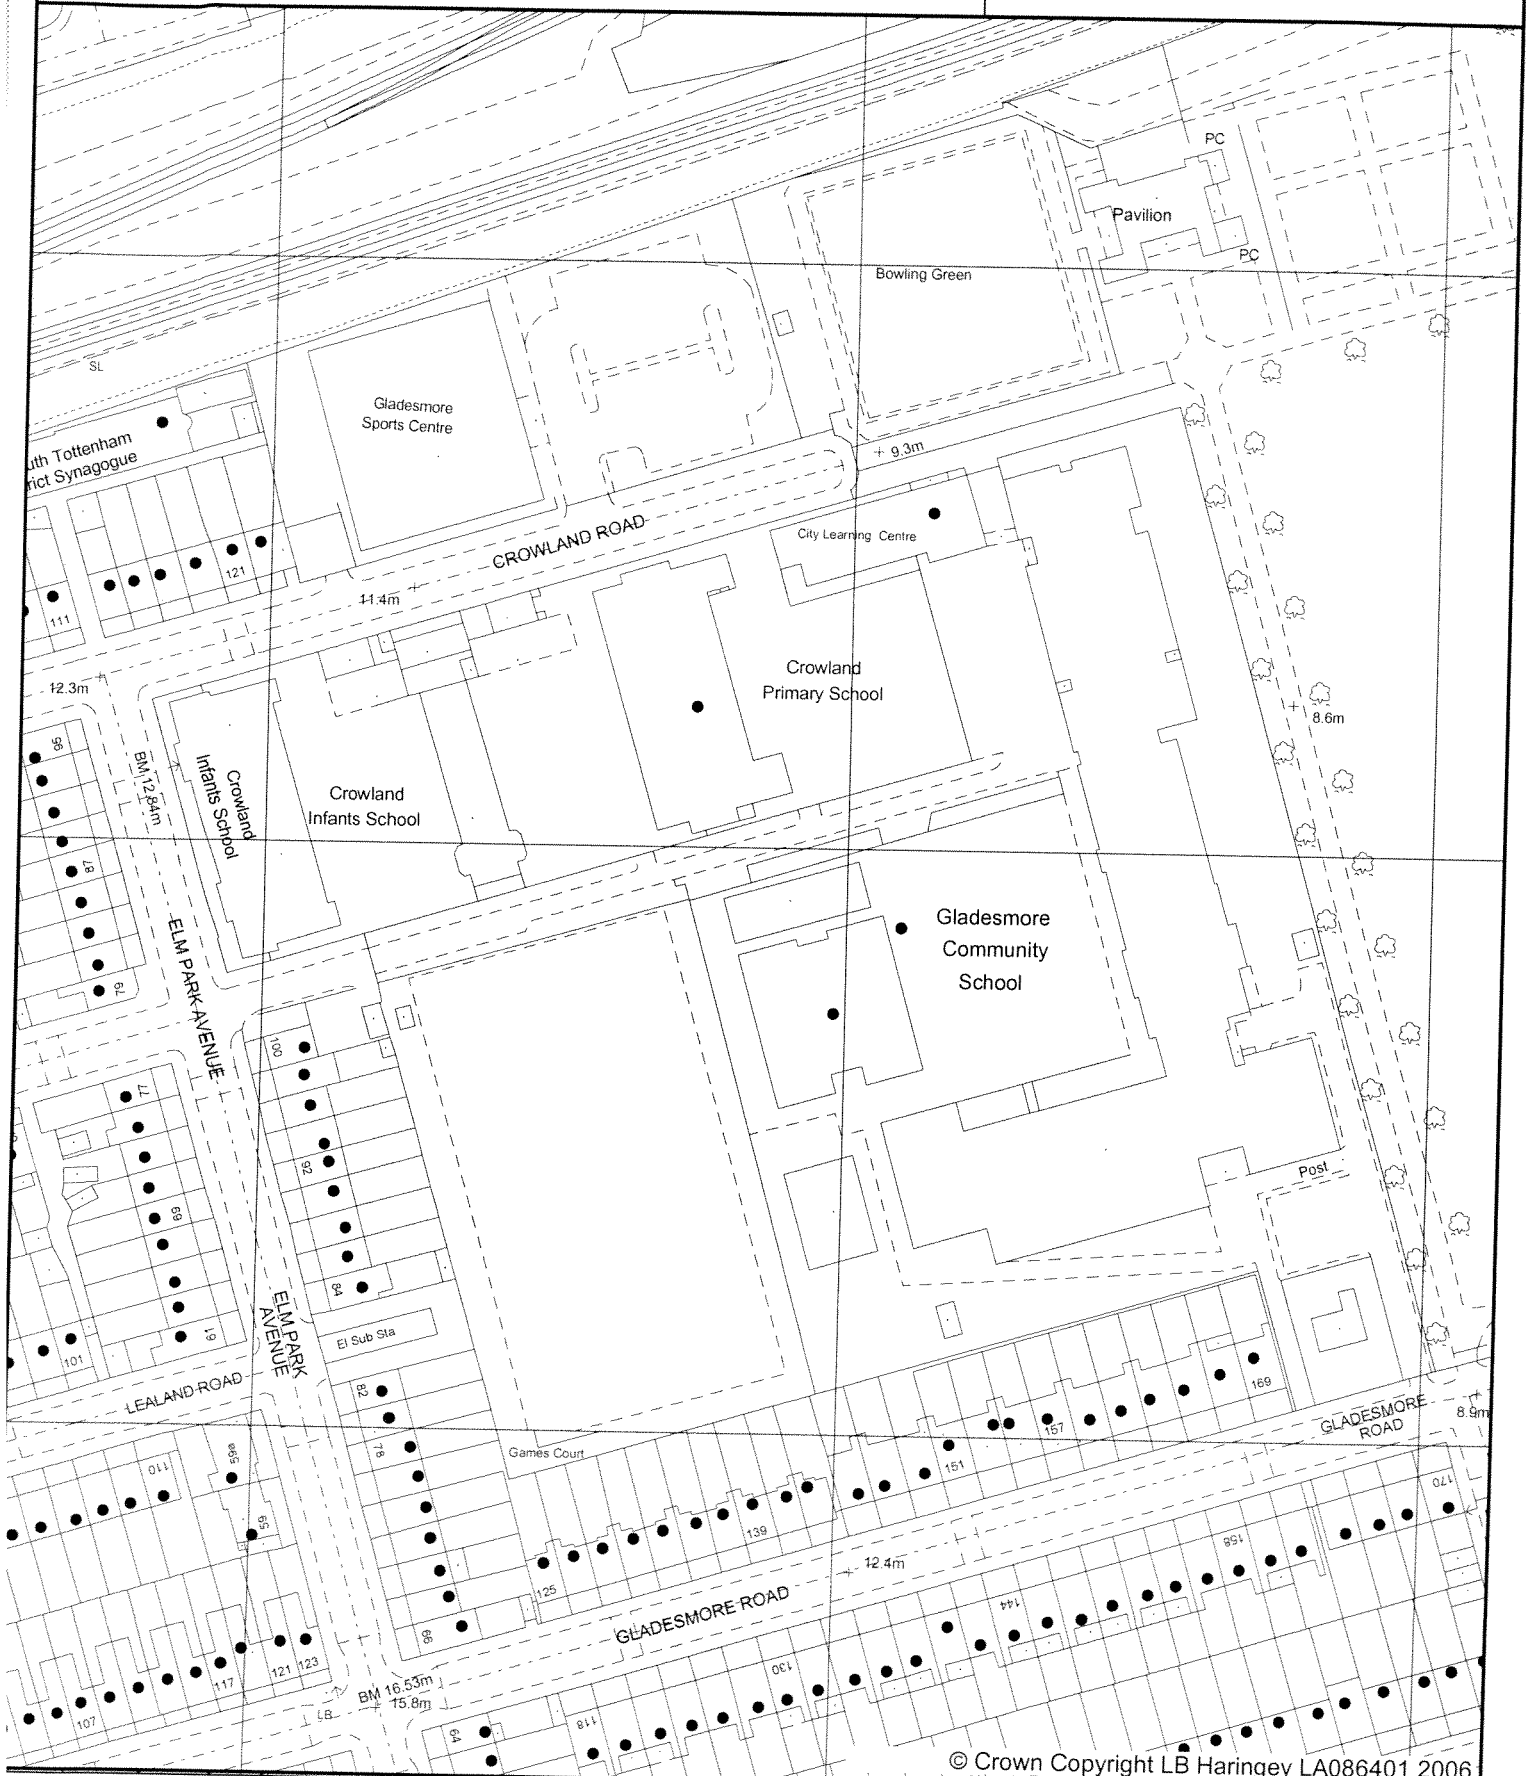 PC
Pavilion
PC
Bowling Green
SL
Gladesmore
Sports Centre
uth Tottenham
rict Synagogue
9.3m
CROWLAND ROAD
City Learning Centre
121
111
11.4m
12.3m
Crowland
Primary School
8.6m
96
BM 12.84m
Crowland
Infants School
Crowland
Infants School
87
79
ELM PARK AVENUE
Gladesmore
Community
School
100
77
92
69
Post
84
El Sub Sta
61
ELM PARK
AVENUE
101
LEALAND ROAD
82
169
GLADESMORE
ROAD
8.9m
78
Games Court
157
151
110
59a
59
170
139
158
12.4m
125
GLADESMORE ROAD
144
66
130
121 123
117
107
BM 16.53m
15.8m
LB
64
118
© Crown Copyright LB Haringey LA086401 2006